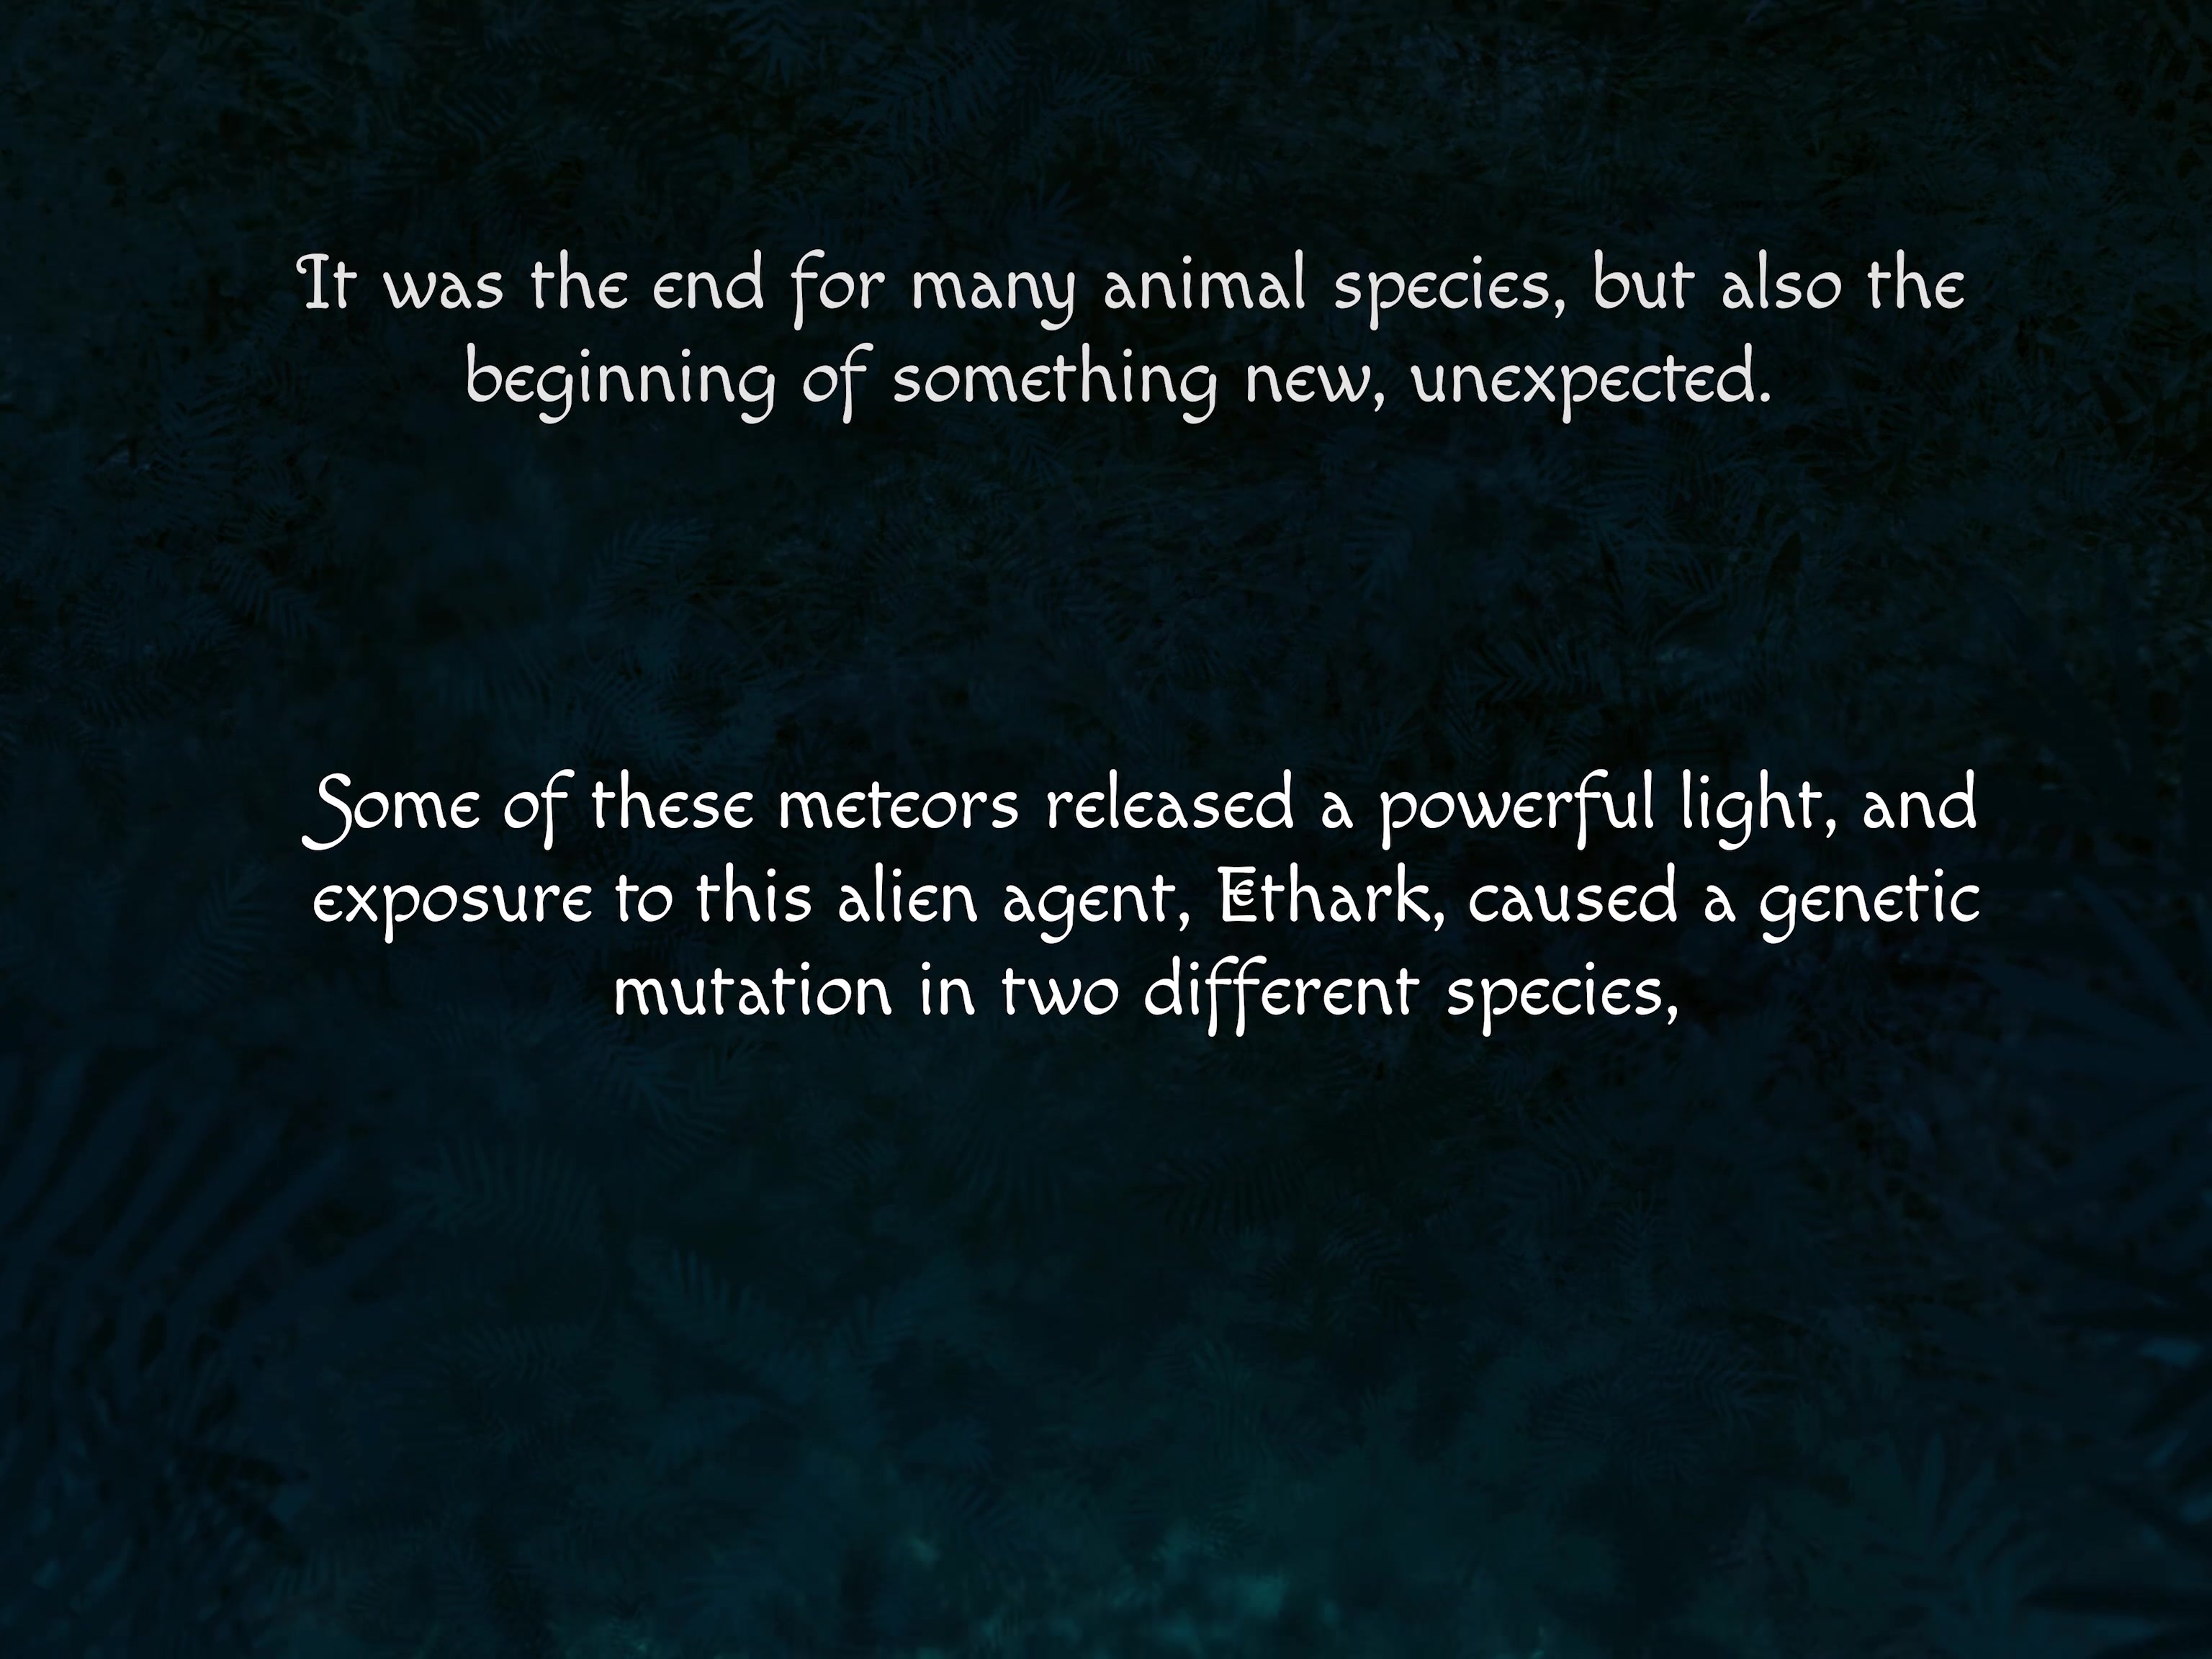 It was the end for many animal species, but also the
beginning of something new, unexpected.
Some of these meteors released a powerful light, and
exposure to this alien agent, Ethark, caused a genetic
mutation in two different species,